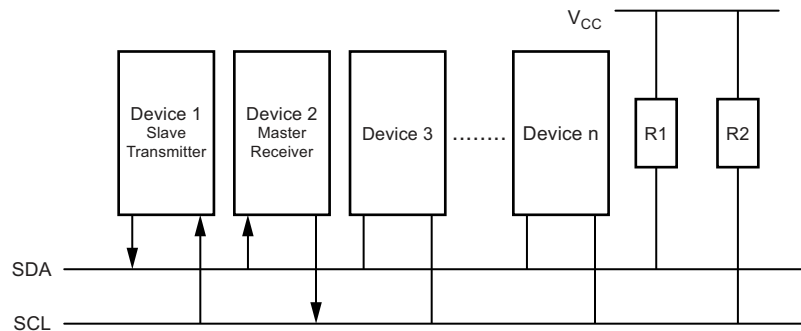 VCC
Device 1
Slave
Transmitter
Device 2
Master
Receiver
Device 3
........
Device n
R1
R2
SDA
SCL